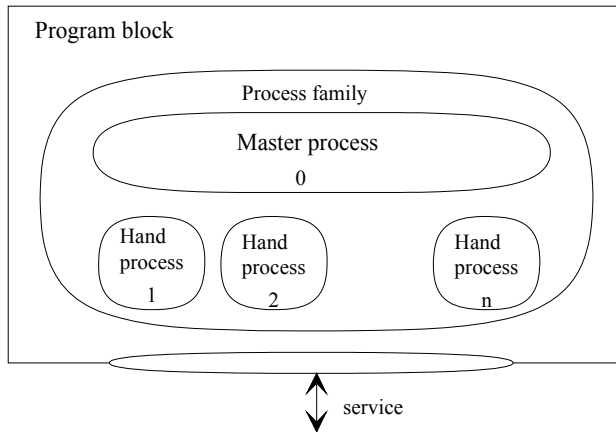 Program block
Process family
Master process
0
Hand
process
1
Hand
process
2
Hand
process
n
service